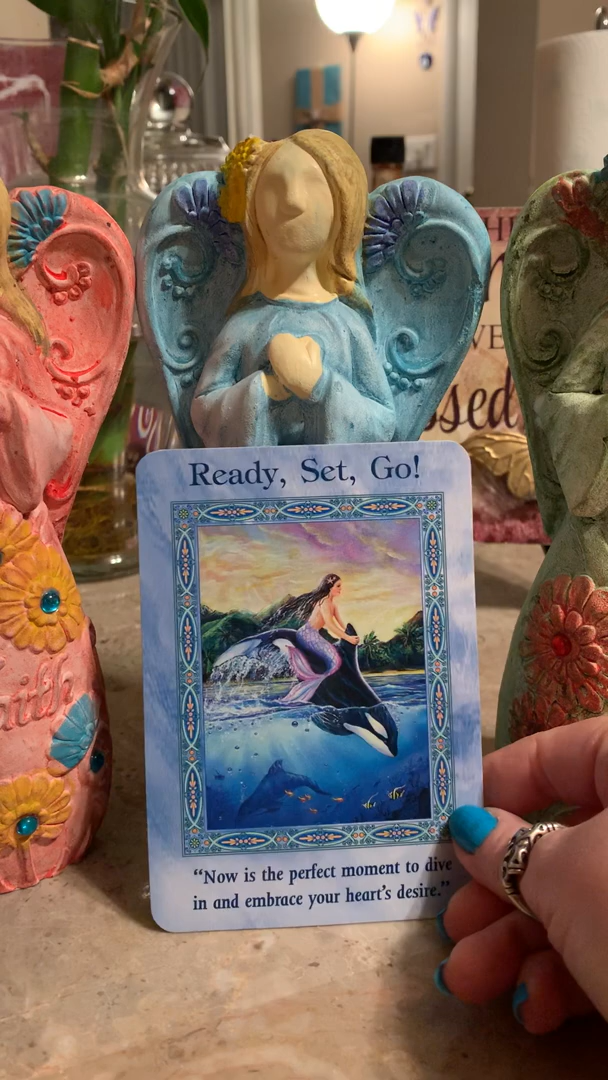 Ready, Set, Go!
"Now is the perfect moment to dive
in and embrace your heart's desire."